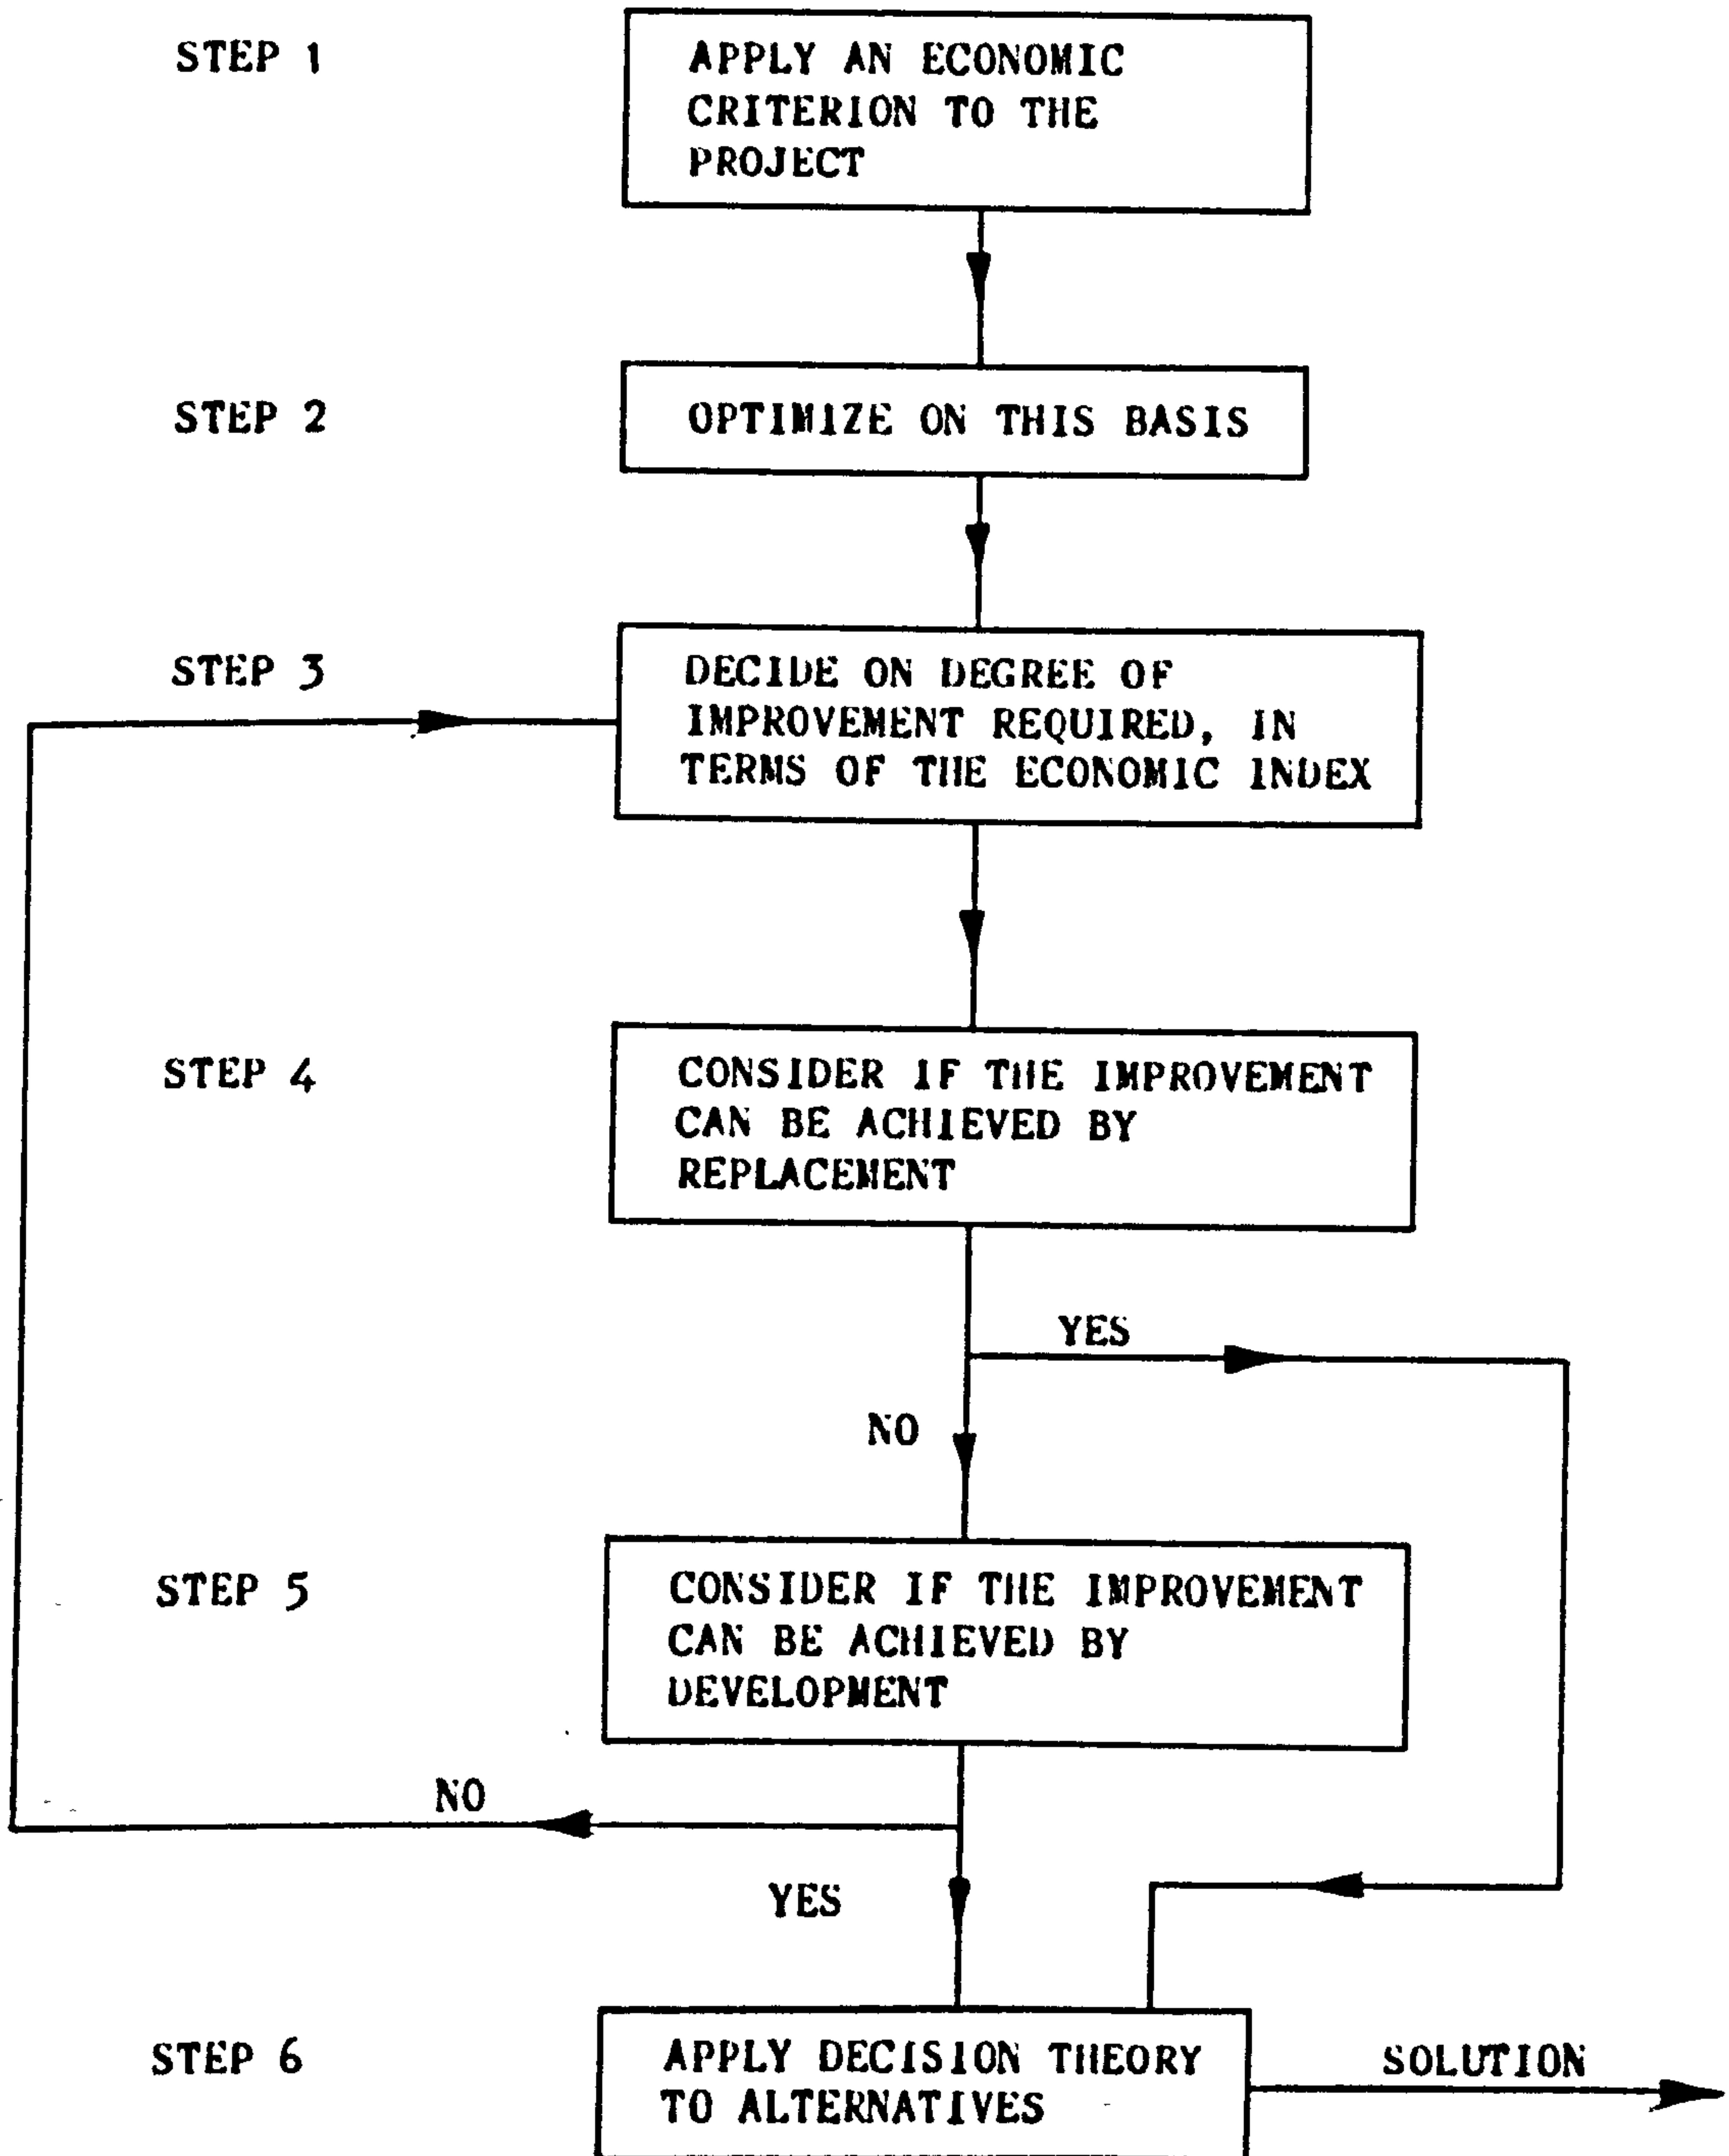 STEP 1
APPLY AN ECONOMIC
CRITERION TO THE
PROJECT
STEP 2
OPTIMIZE ON THIS BASIS
STEP 3
DECIDE ON DEGREE OF
IMPROVEMENT REQUIRED, IN
TERMS OF THE ECONOMIC INDEX
STEP 4
CONSIDER IF THE IMPROVEMENT
CAN BE ACHIEVED BY
REPLACEMENT
YES
NO
STEP 5
CONSIDER IF THE IMPROVEMENT
CAN BE ACHIEVED BY
DEVELOPMENT
NO
YES
STEP 6
APPLY DECISION THEORY
TO ALTERNATIVES
SOLUTION